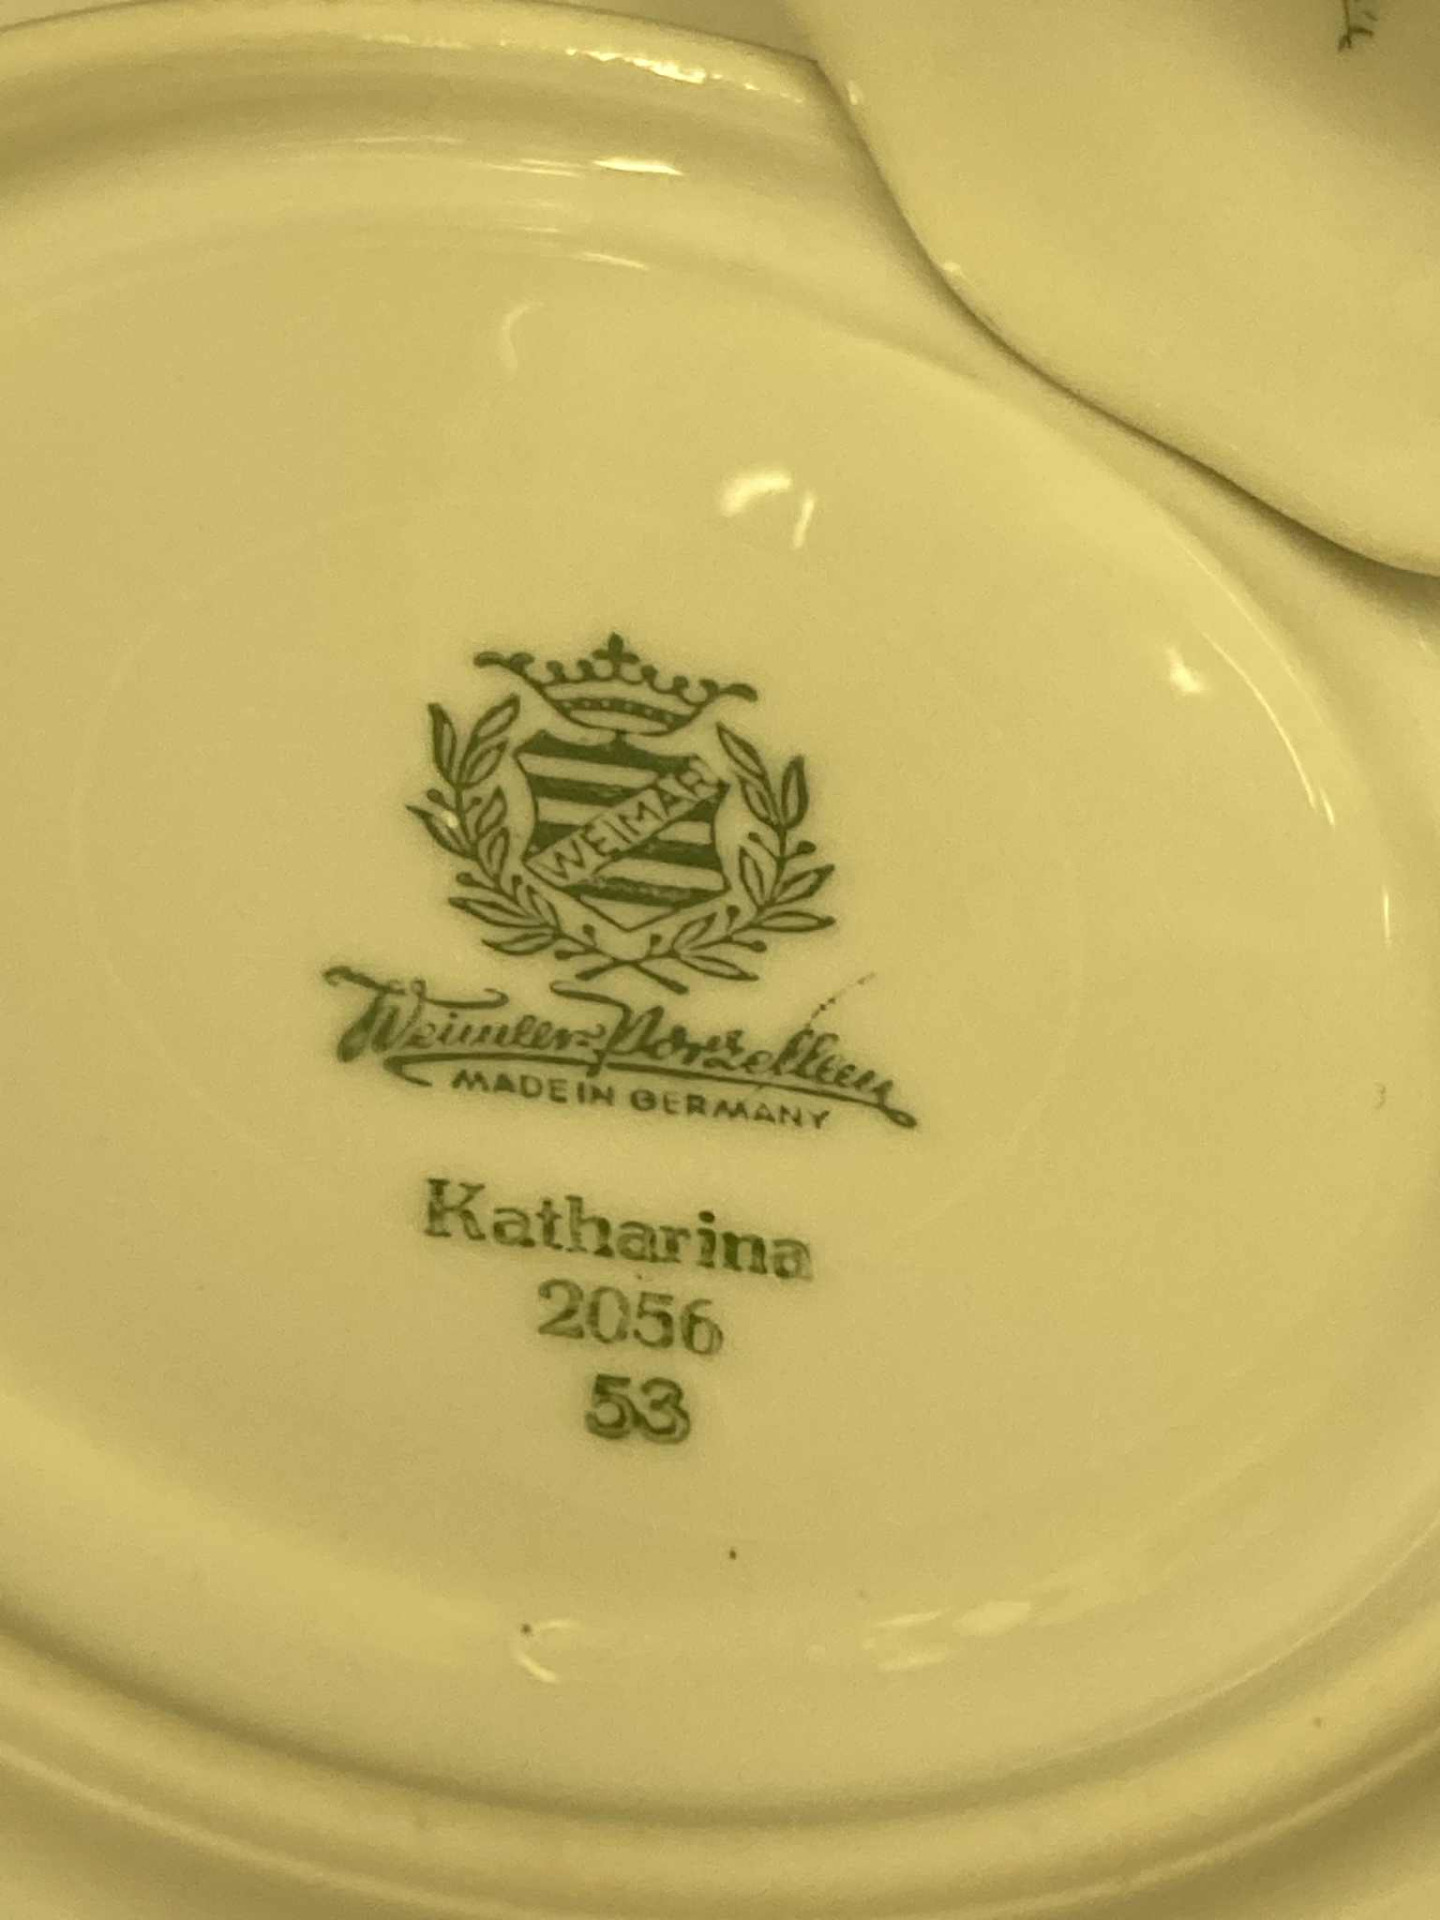 WEIMAR
Weimar Porzellan
MADE IN GERMANY
Katharina
2056
53